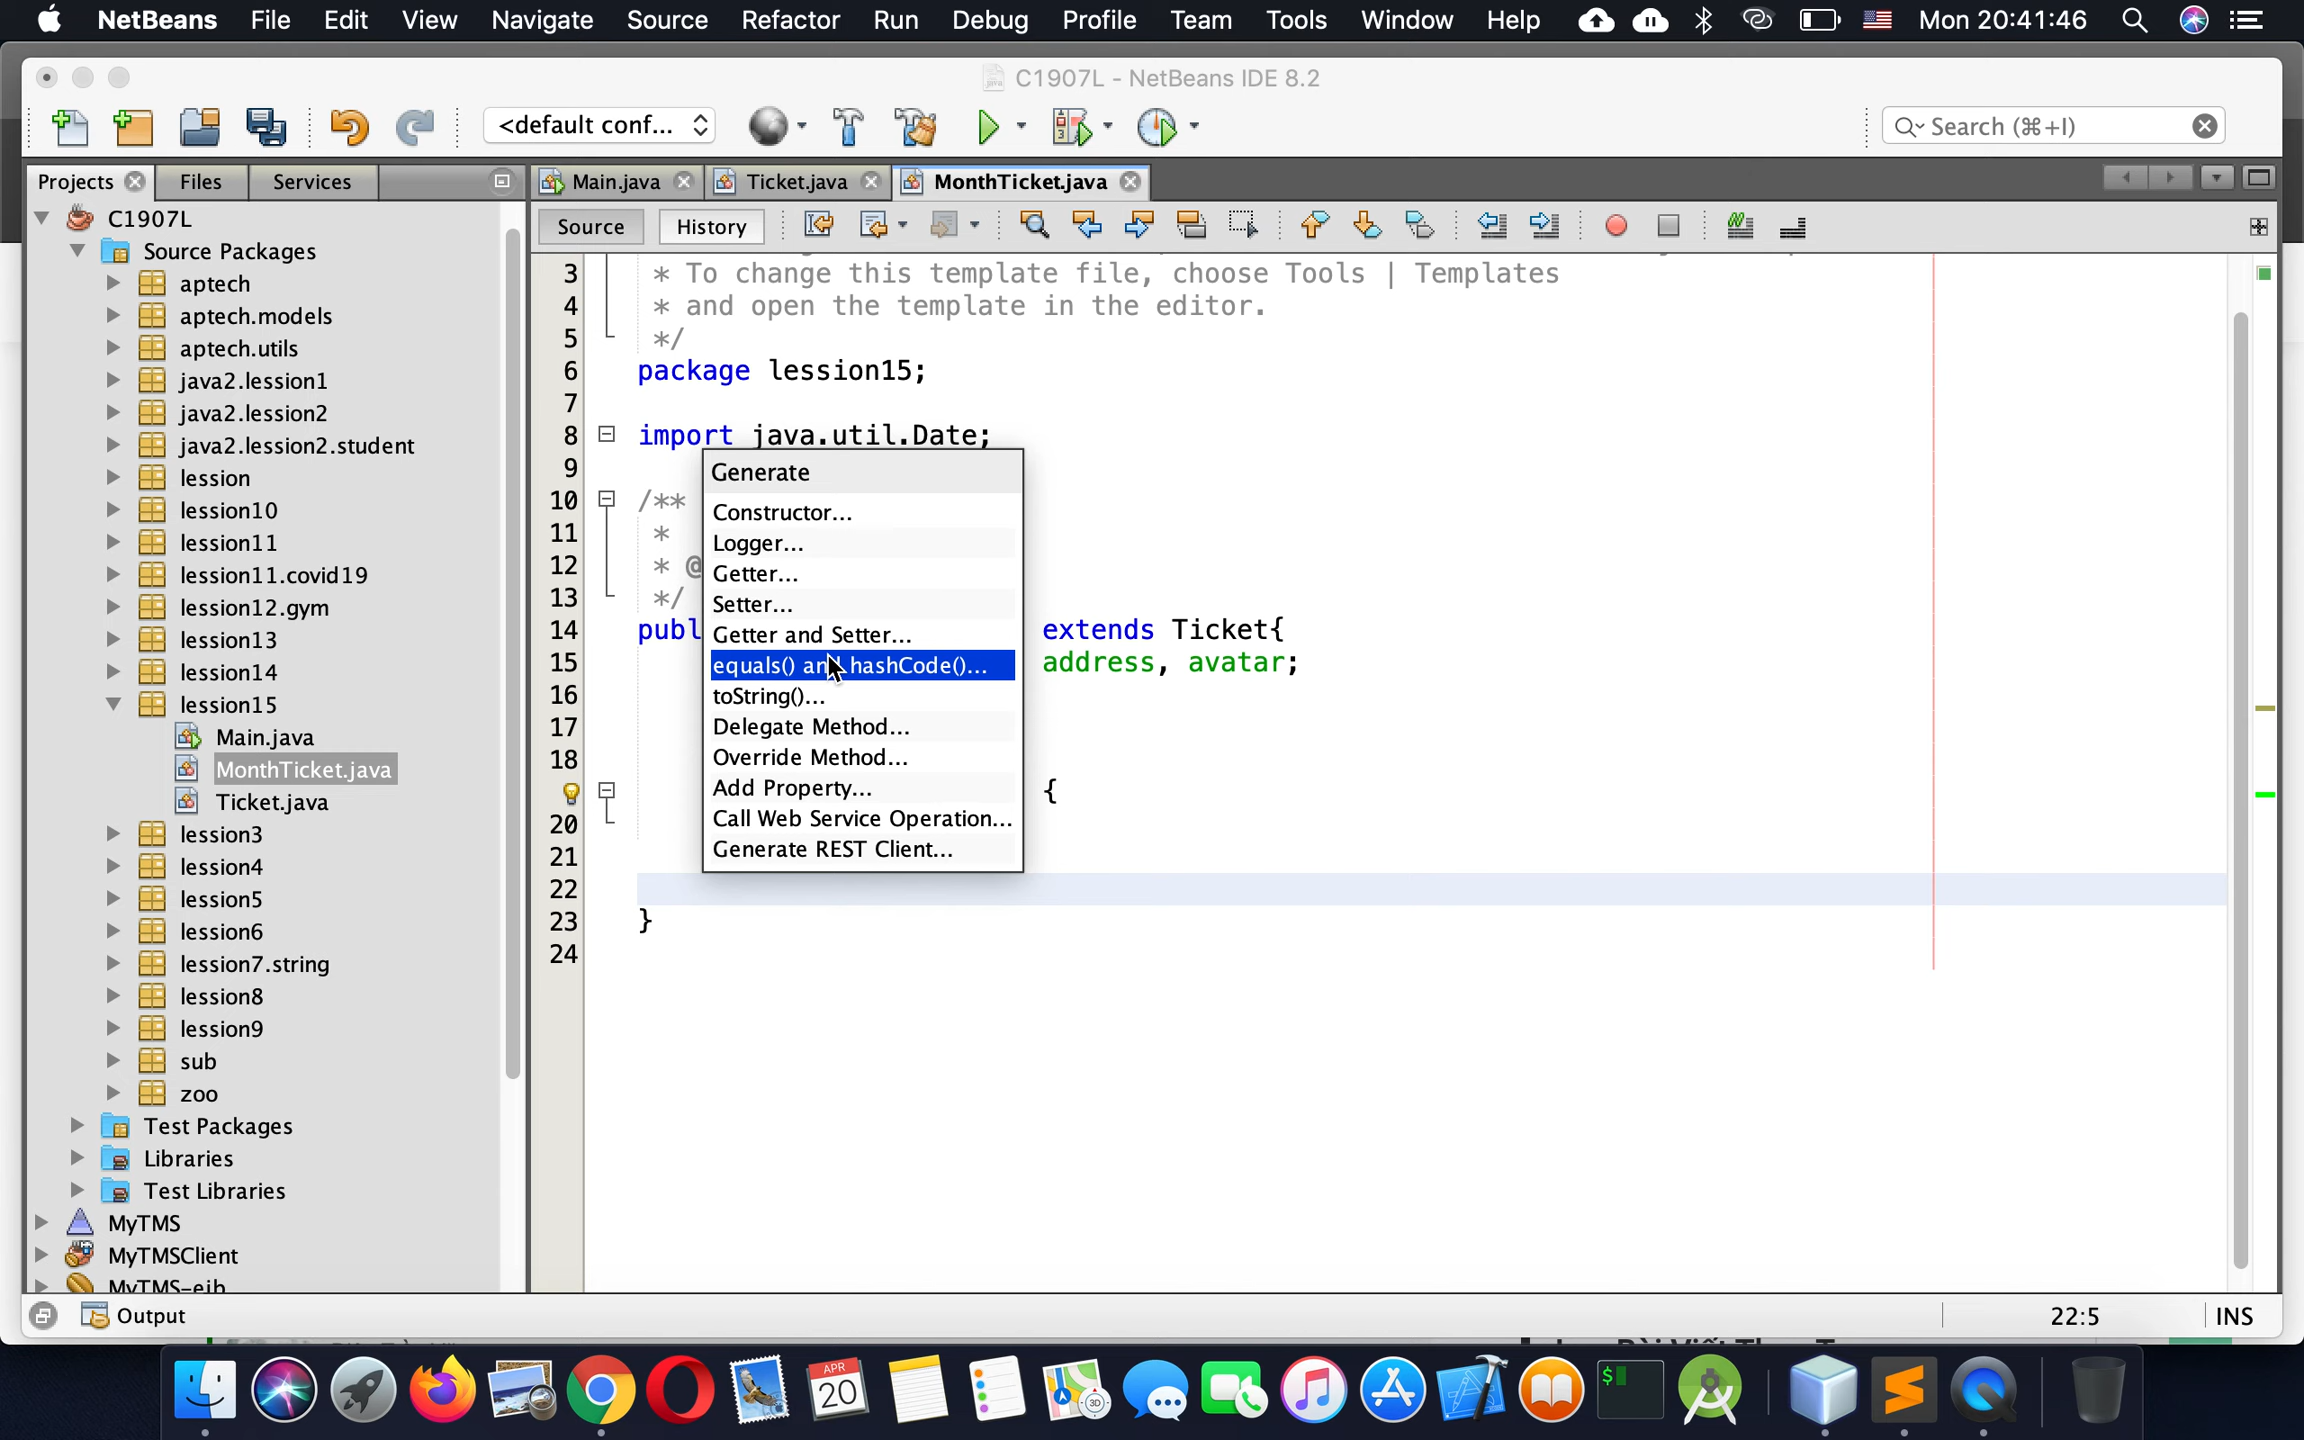 NetBeans File Edit View Navigate Source Refactor Run Debug Profile Team Tools Window Help Mon 20:41:46
C1907L - NetBeans IDE 8.2
<default conf...
Search (⌘+I)
Projects Files Services
Main.java Ticket.java MonthTicket.java
Source History
C1907L
Source Packages
aptech
aptech.models
aptech.utils
java2.lession1
java2.lession2
java2.lession2.student
lession
lession10
lession11
lession11.covid19
lession12.gym
lession13
lession14
lession15
Main.java
MonthTicket.java
Ticket.java
lession3
lession4
lession5
lession6
lession7.string
lession8
lession9
sub
zoo
Test Packages
Libraries
Test Libraries
MyTMS
MyTMSClient
MyTMS-ejb
3 * To change this template file, choose Tools | Templates
4 * and open the template in the editor.
5 */
6 package lession15;
7
8 import java.util.Date;
9
10 /**
11 *
12 * @
13 */
14 publ extends Ticket{
15 address, avatar;
16
17
18
{
20
21
22
23 }
24
Generate
Constructor...
Logger...
Getter...
Setter...
Getter and Setter...
equals() and hashCode()...
toString()...
Delegate Method...
Override Method...
Add Property...
Call Web Service Operation...
Generate REST Client...
Output
22:5 INS
APR
20
3D
$